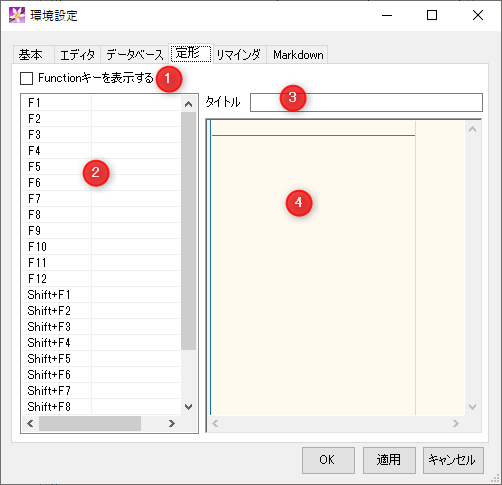 環境設定
基本 エディタ データベース 定形 リマインダ Markdown
Functionキーを表示する 1
タイトル 3
F1
F2
F3
F4
F5
2
F6
F7
4
F8
F9
F10
F11
F12
Shift+F1
Shift+F2
Shift+F3
Shift+F4
Shift+F5
Shift+F6
Shift+F7
Shift+F8
OK 適用 キャンセル